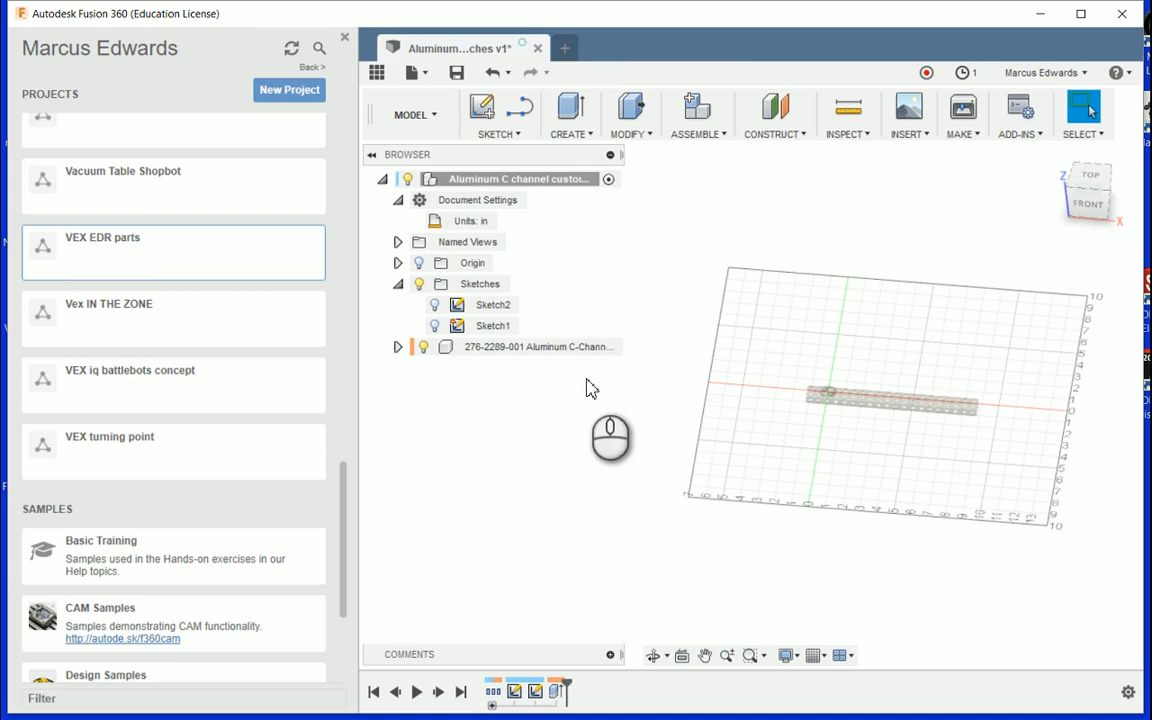 Autodesk Fusion 360 (Education License)
Marcus Edwards
Back >
PROJECTS
New Project
Vacuum Table Shopbot
VEX EDR parts
Vex IN THE ZONE
VEX iq battlebots concept
VEX turning point
SAMPLES
Basic Training
Samples used in the Hands-on exercises in our
Help topics.
CAM Samples
Samples demonstrating CAM functionality.
http://autode.sk/f360cam
Design Samples
Filter
Aluminum...ches v1*
1
Marcus Edwards
MODEL
SKETCH
CREATE
MODIFY
ASSEMBLE
CONSTRUCT
INSPECT
INSERT
MAKE
ADD-INS
SELECT
BROWSER
Aluminum C channel custor...
Document Settings
Units: in
Named Views
Origin
Sketches
Sketch2
Sketch1
276-2289-001 Aluminum C-Chann...
TOP
FRONT
Z
X
COMMENTS